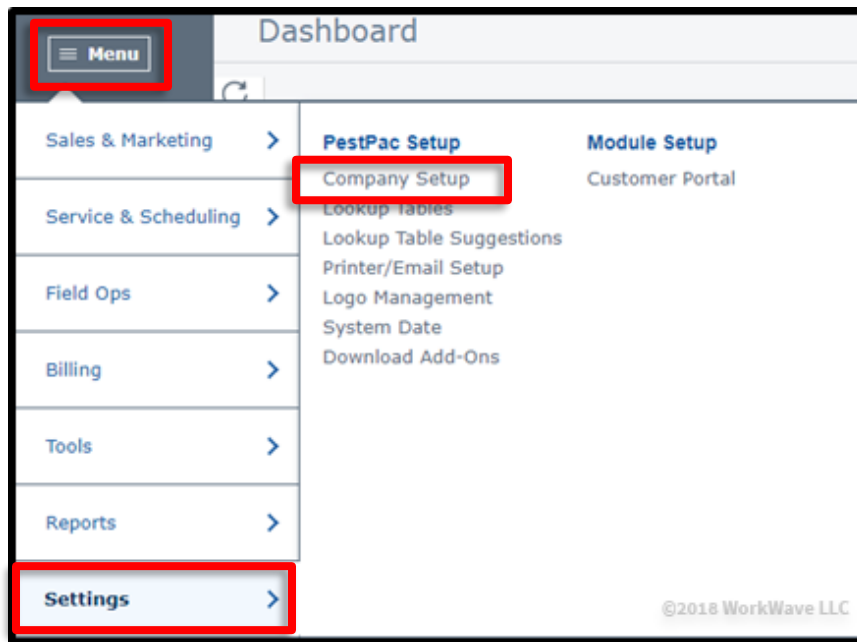 Dashboard
≡ Menu
Sales & Marketing
Service & Scheduling
Field Ops
Billing
Tools
Reports
Settings
PestPac Setup
Company Setup
Lookup Tables
Lookup Table Suggestions
Printer/Email Setup
Logo Management
System Date
Download Add-Ons
Module Setup
Customer Portal
©2018 WorkWave LLC